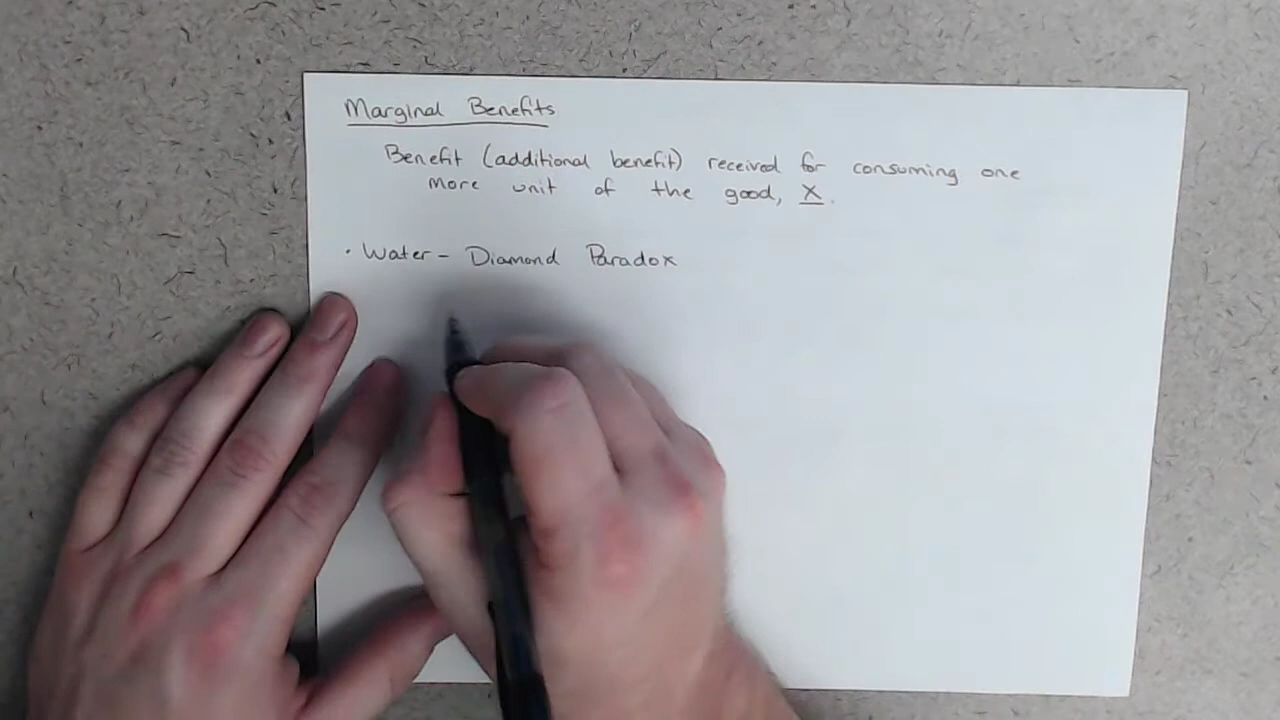 Marginal Benefits
Benefit (additional benefit) received for consuming one
more unit of the good, X.
• Water - Diamond Paradox